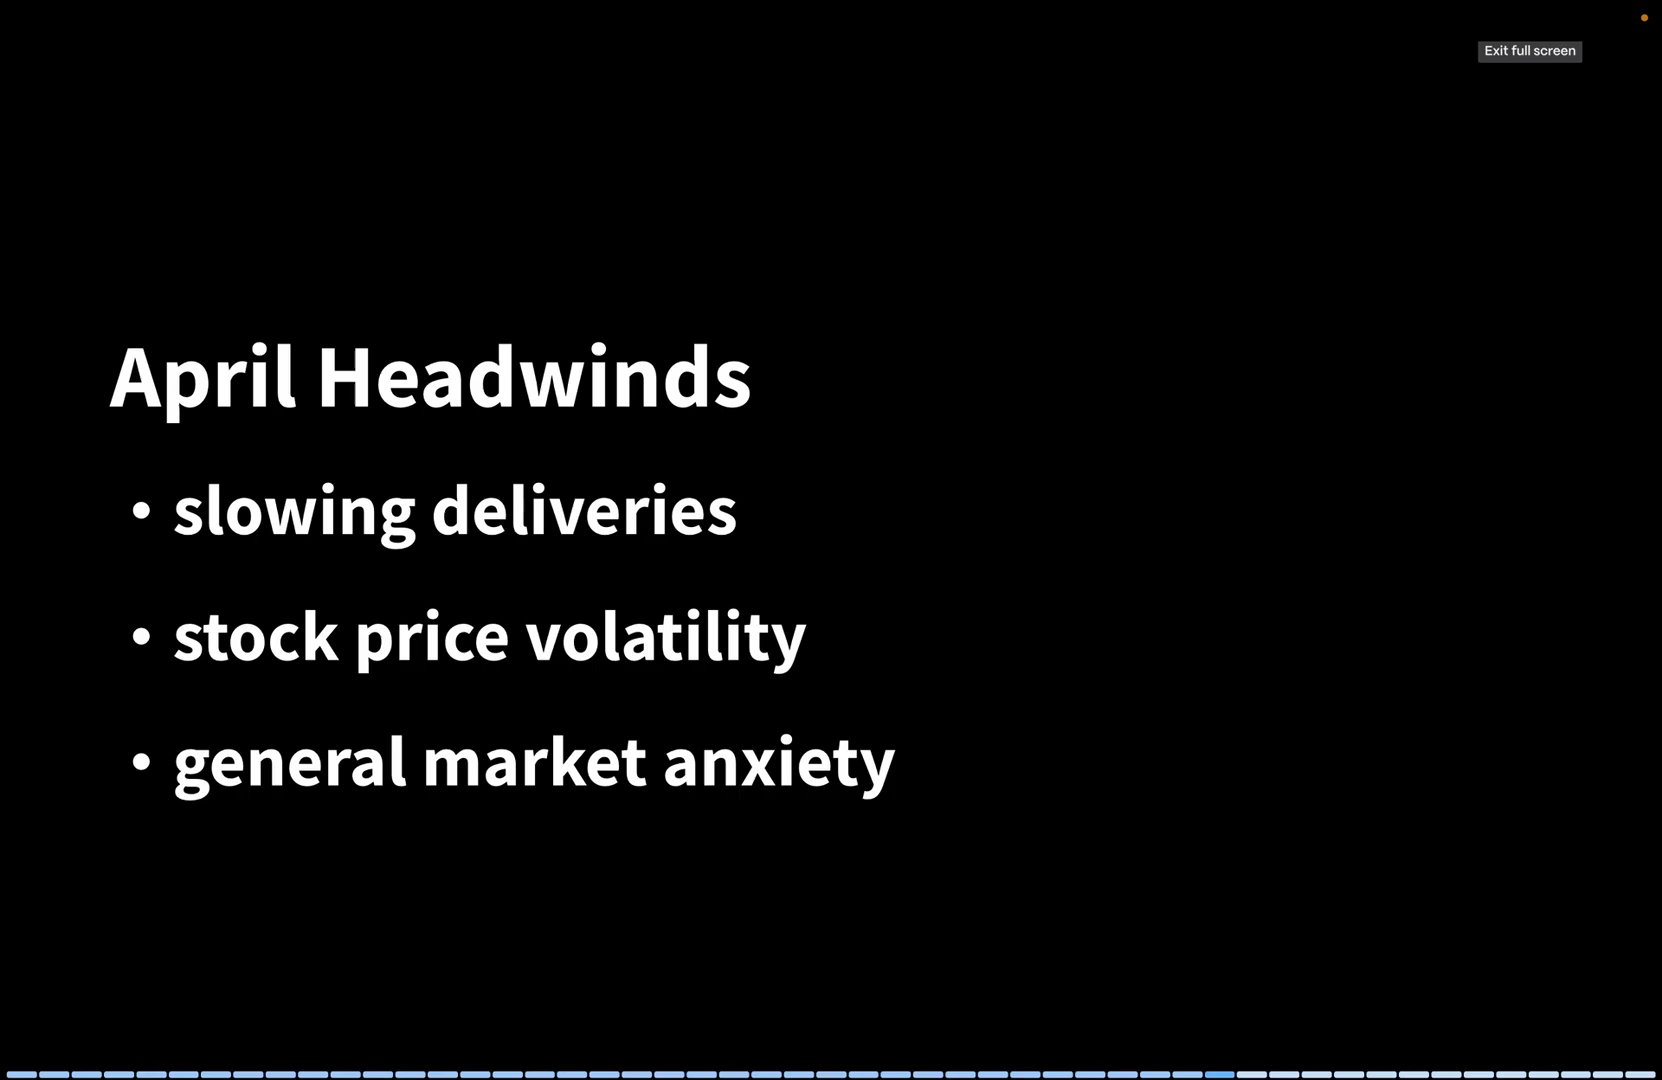 Exit full screen
April Headwinds
• slowing deliveries
• stock price volatility
• general market anxiety